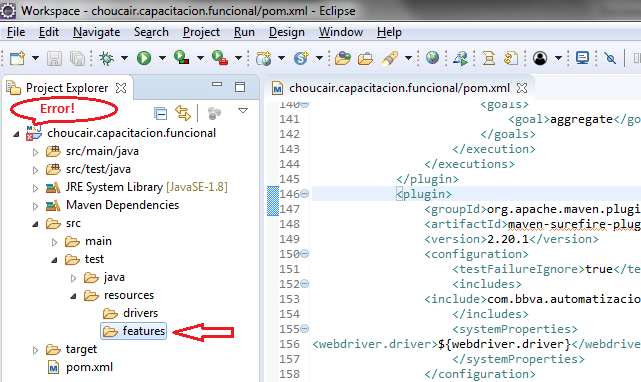 Workspace - choucair.capacitacion.funcional/pom.xml - Eclipse
File Edit Navigate Search Project Run Window Help
Project Explorer
choucair.capacitacion.funcional/pom.xml
Error!
choucair.capacitacion.funcional
src/main/java
src/test/java
JRE System Library [JavaSE-1.8]
Maven Dependencies
src
main
test
java
resources
drivers
features
target
pom.xml
140 <goals>
141 <goal>aggregate</go
142 </goals>
143 </execution>
144 </executions>
145 </plugin>
146 <plugin>
147 <groupId>org.apache.maven.plugin
148 <artifactId>maven-surefire-plug
149 <version>2.20.1</version>
150 <configuration>
151 <testFailureIgnore>true</te
152 <includes>
153 <include>com.bbva.automatizacio
154 </includes>
155 <systemProperties>
156 <webdriver.driver>${webdriver.driver}</webdriver
157 </systemProperties>
158 </configuration>